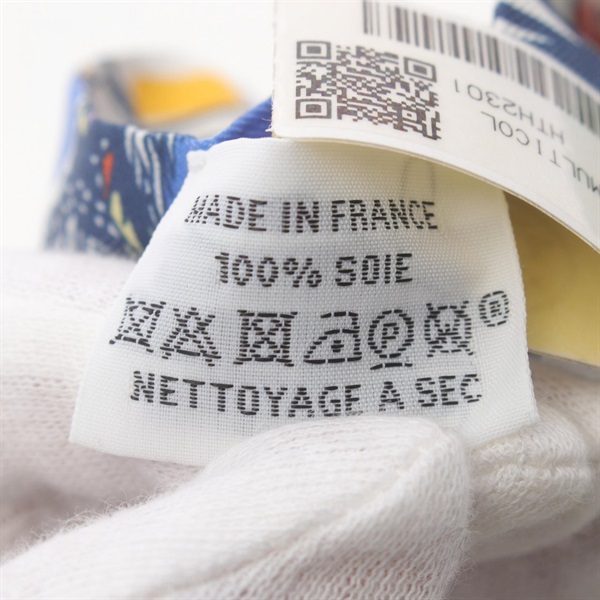 MULTICOL
HTH2301
MADE IN FRANCE
100% SOIE
P ®
NETTOYAGE A SEC